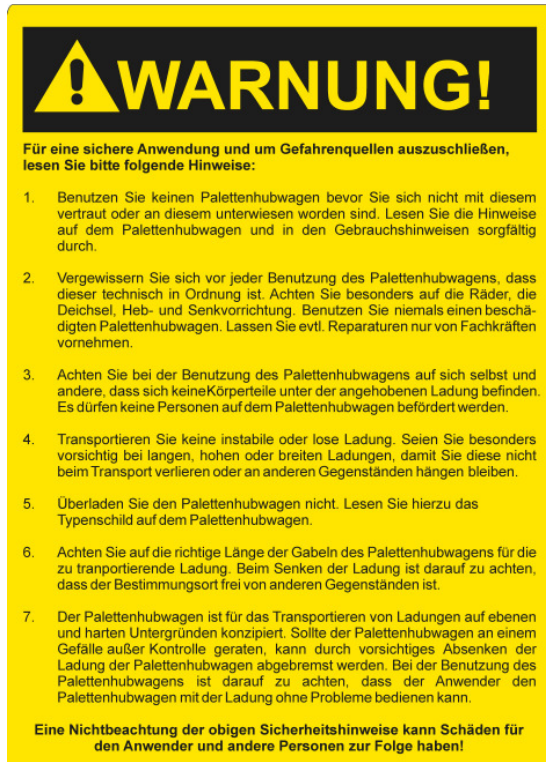 WARNUNG!
Für eine sichere Anwendung und um Gefahrenquellen auszuschließen,
lesen Sie bitte folgende Hinweise:
1. Benutzen Sie keinen Palettenhubwagen bevor Sie sich nicht mit diesem
vertraut oder an diesem unterwiesen worden sind. Lesen Sie die Hinweise
auf dem Palettenhubwagen und in den Gebrauchshinweisen sorgfältig
durch.
2. Vergewissern Sie sich vor jeder Benutzung des Palettenhubwagens, dass
dieser technisch in Ordnung ist. Achten Sie besonders auf die Räder, die
Deichsel, Heb- und Senkvorrichtung. Benutzen Sie niemals einen beschä-
digten Palettenhubwagen. Lassen Sie evtl. Reparaturen nur von Fachkräften
vornehmen.
3. Achten Sie bei der Benutzung des Palettenhubwagens auf sich selbst und
andere, dass sich keineKörperteile unter der angehobenen Ladung befinden.
Es dürfen keine Personen auf dem Palettenhubwagen befördert werden.
4. Transportieren Sie keine instabile oder lose Ladung. Seien Sie besonders
vorsichtig bei langen, hohen oder breiten Ladungen, damit Sie diese nicht
beim Transport verlieren oder an anderen Gegenständen hängen bleiben.
5. Überladen Sie den Palettenhubwagen nicht. Lesen Sie hierzu das
Typenschild auf dem Palettenhubwagen.
6. Achten Sie auf die richtige Länge der Gabeln des Palettenhubwagens für die
zu tranportierende Ladung. Beim Senken der Ladung ist darauf zu achten,
dass der Bestimmungsort frei von anderen Gegenständen ist.
7. Der Palettenhubwagen ist für das Transportieren von Ladungen auf ebenen
und harten Untergründen konzipiert. Sollte der Palettenhubwagen an einem
Gefälle außer Kontrolle geraten, kann durch vorsichtiges Absenken der
Ladung der Palettenhubwagen abgebremst werden. Bei der Benutzung des
Palettenhubwagens ist darauf zu achten, dass der Anwender den
Palettenhubwagen mit der Ladung ohne Probleme bedienen kann.
Eine Nichtbeachtung der obigen Sicherheitshinweise kann Schäden für
den Anwender und andere Personen zur Folge haben!